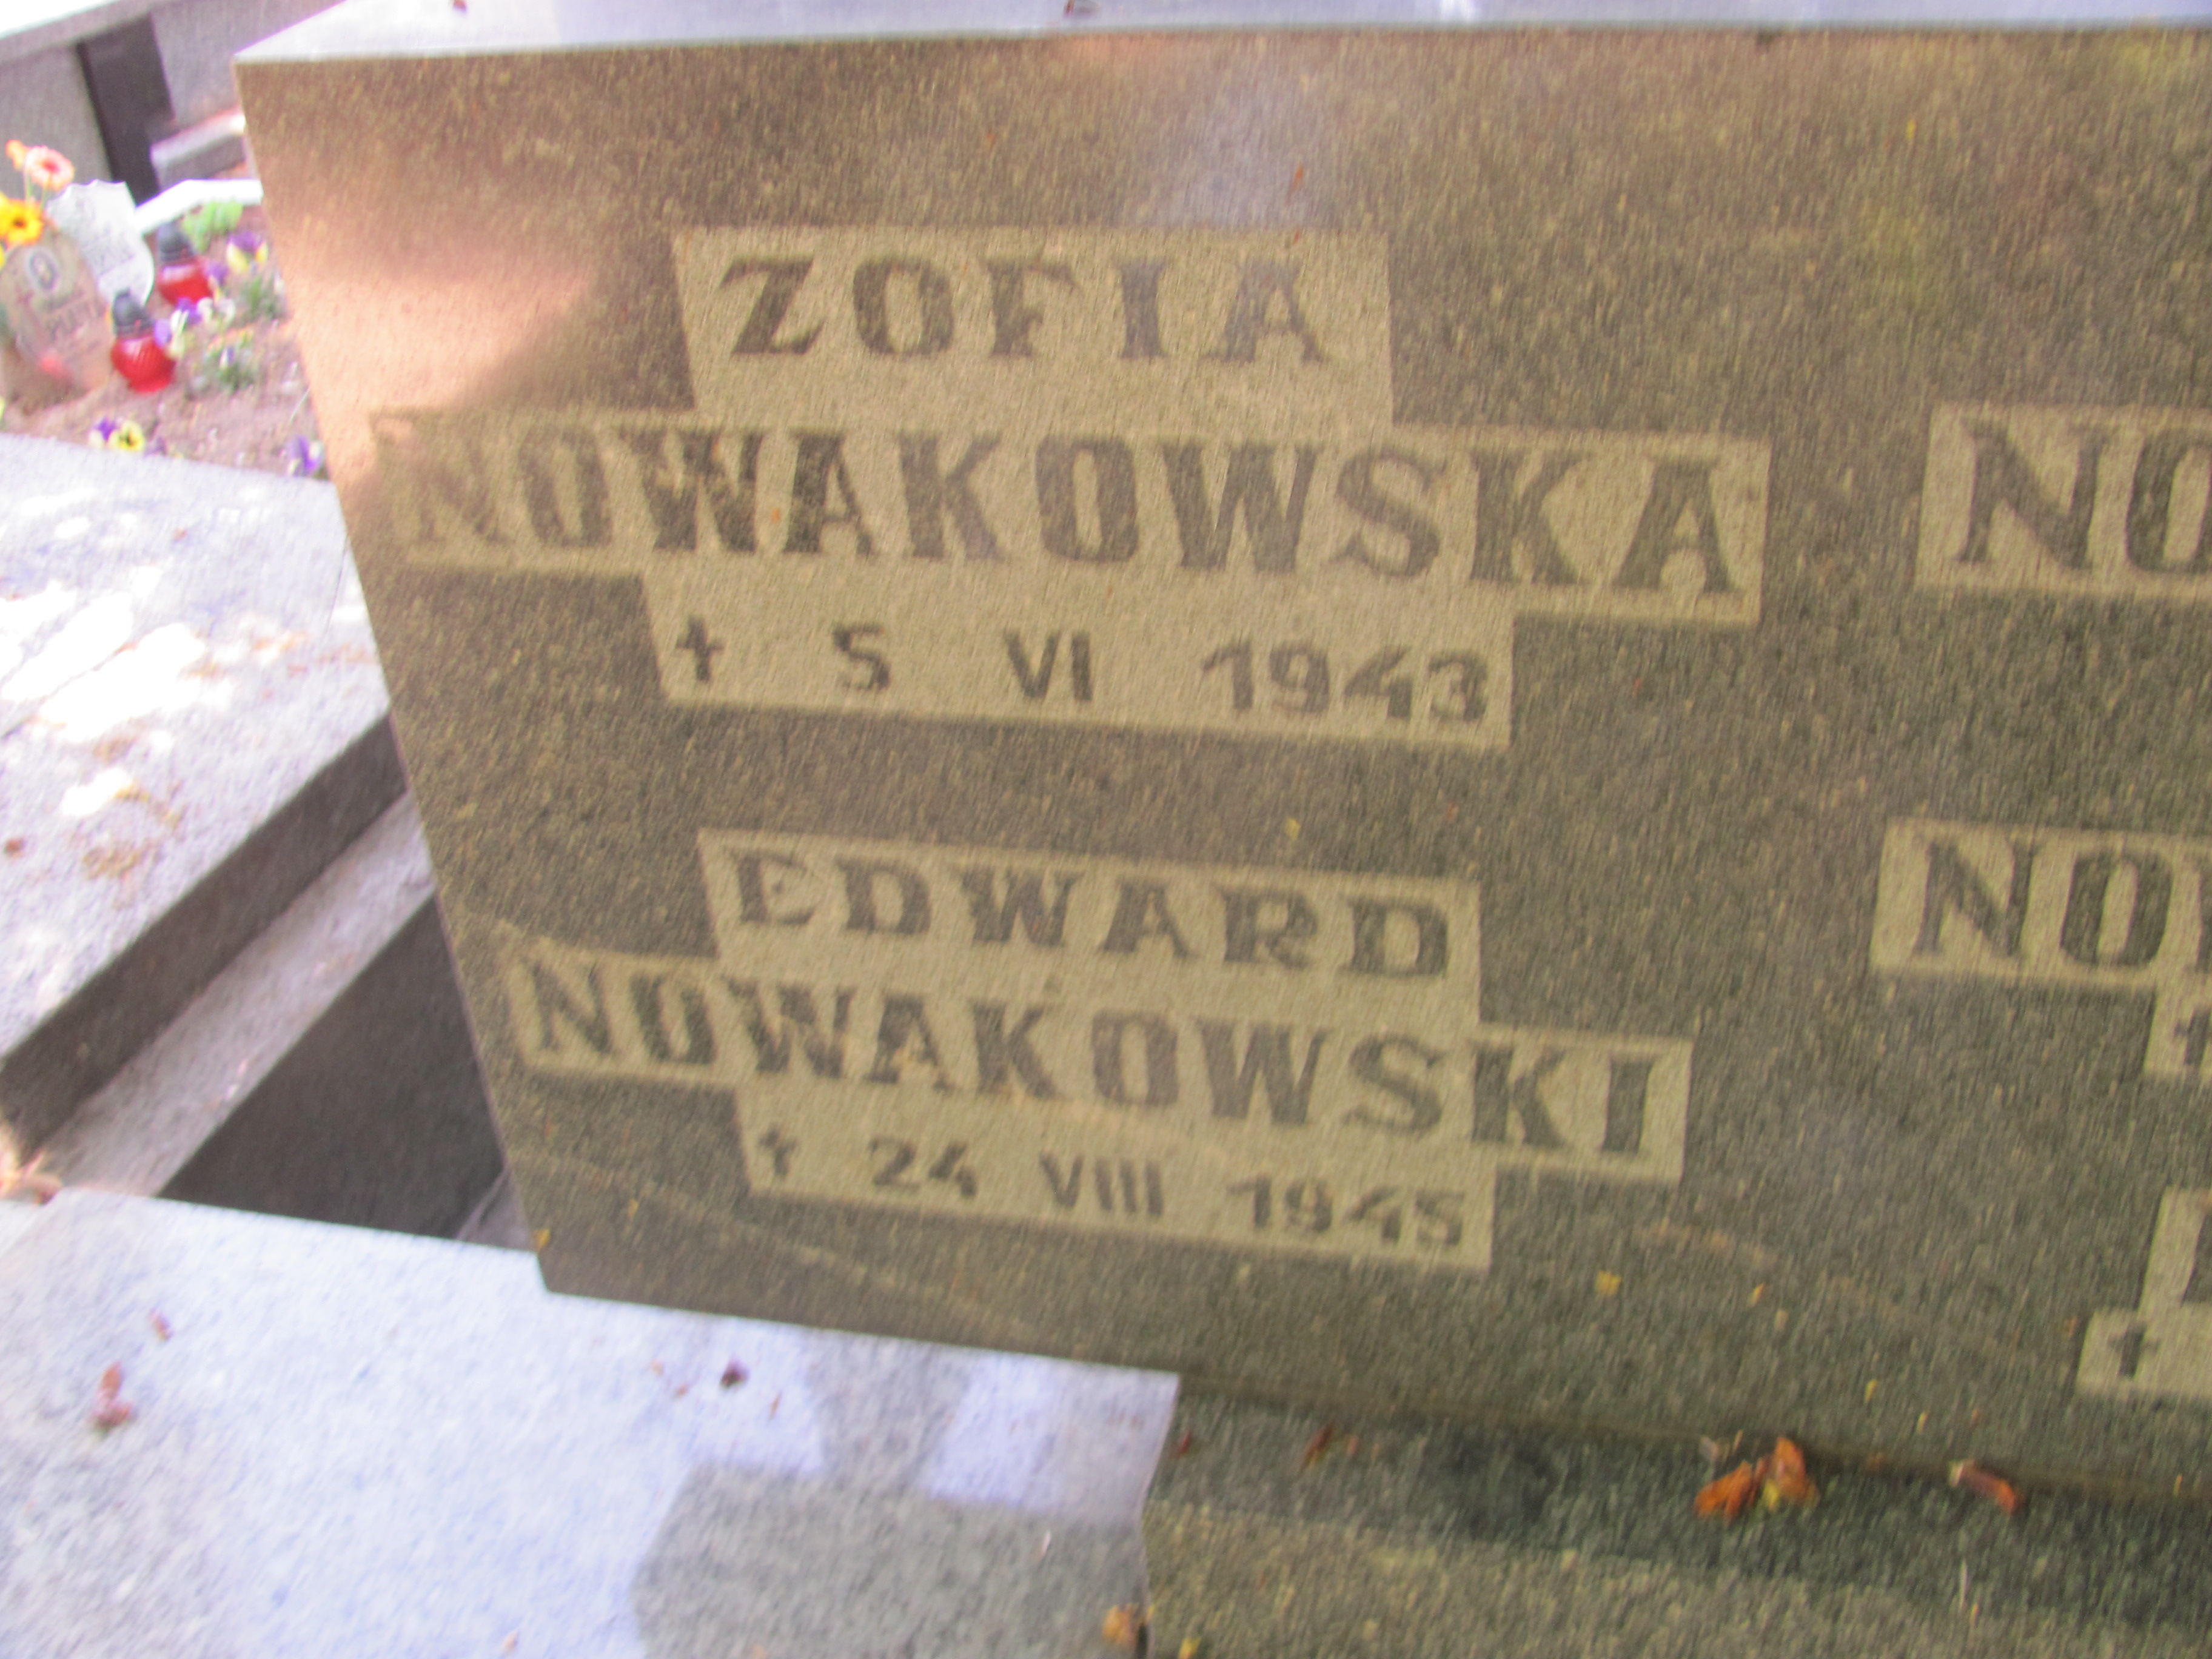 ZOFIA
NOWAKOWSKA
† 5 VI 1943
EDWARD
NOWAKOWSKI
† 24 VIII 1945